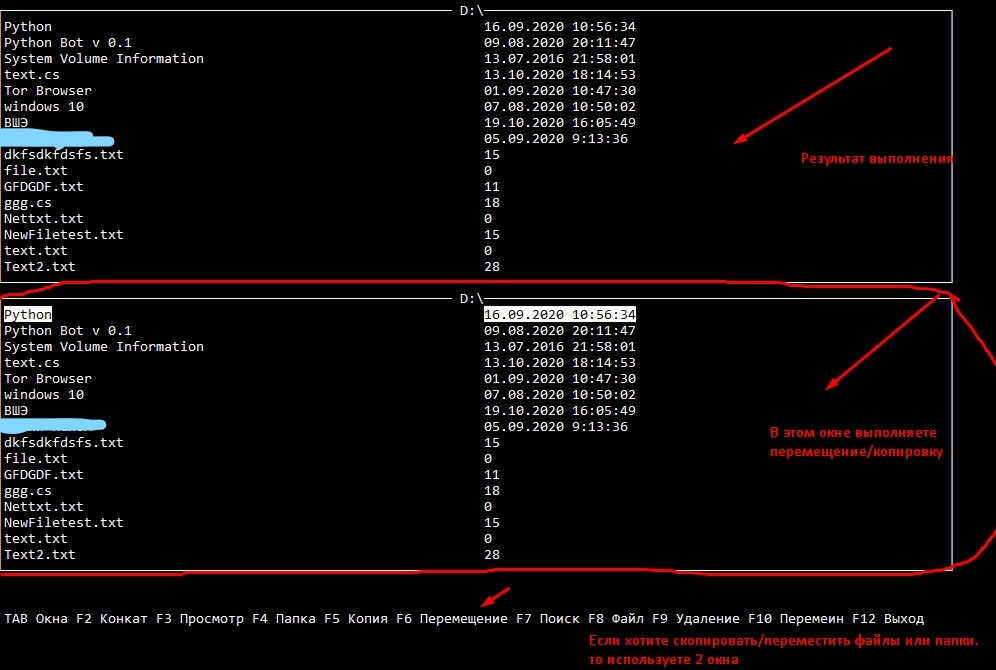 D:\
Python 16.09.2020 10:56:34
Python Bot v 0.1 09.08.2020 20:11:47
System Volume Information 13.07.2016 21:58:01
text.cs 13.10.2020 18:14:53
Tor Browser 01.09.2020 10:47:30
windows 10 07.08.2020 10:50:02
ВШЭ 19.10.2020 16:05:49
05.09.2020 9:13:36
dkfsdkfdsfs.txt 15
file.txt 0
GFDGDF.txt 11
ggg.cs 18
Nettxt.txt 0
NewFiletest.txt 15
text.txt 0
Text2.txt 28
Результат выполнения
D:\
Python 16.09.2020 10:56:34
Python Bot v 0.1 09.08.2020 20:11:47
System Volume Information 13.07.2016 21:58:01
text.cs 13.10.2020 18:14:53
Tor Browser 01.09.2020 10:47:30
windows 10 07.08.2020 10:50:02
ВШЭ 19.10.2020 16:05:49
05.09.2020 9:13:36
dkfsdkfdsfs.txt 15
file.txt 0
GFDGDF.txt 11
ggg.cs 18
Nettxt.txt 0
NewFiletest.txt 15
text.txt 0
Text2.txt 28
В этом окне выполняете
перемещение/копировку
TAB Окна F2 Конкат F3 Просмотр F4 Папка F5 Копия F6 Перемещение F7 Поиск F8 Файл F9 Удаление F10 Перемеин F12 Выход
Если хотите скопировать/переместить файлы или папки.
то используете 2 окна